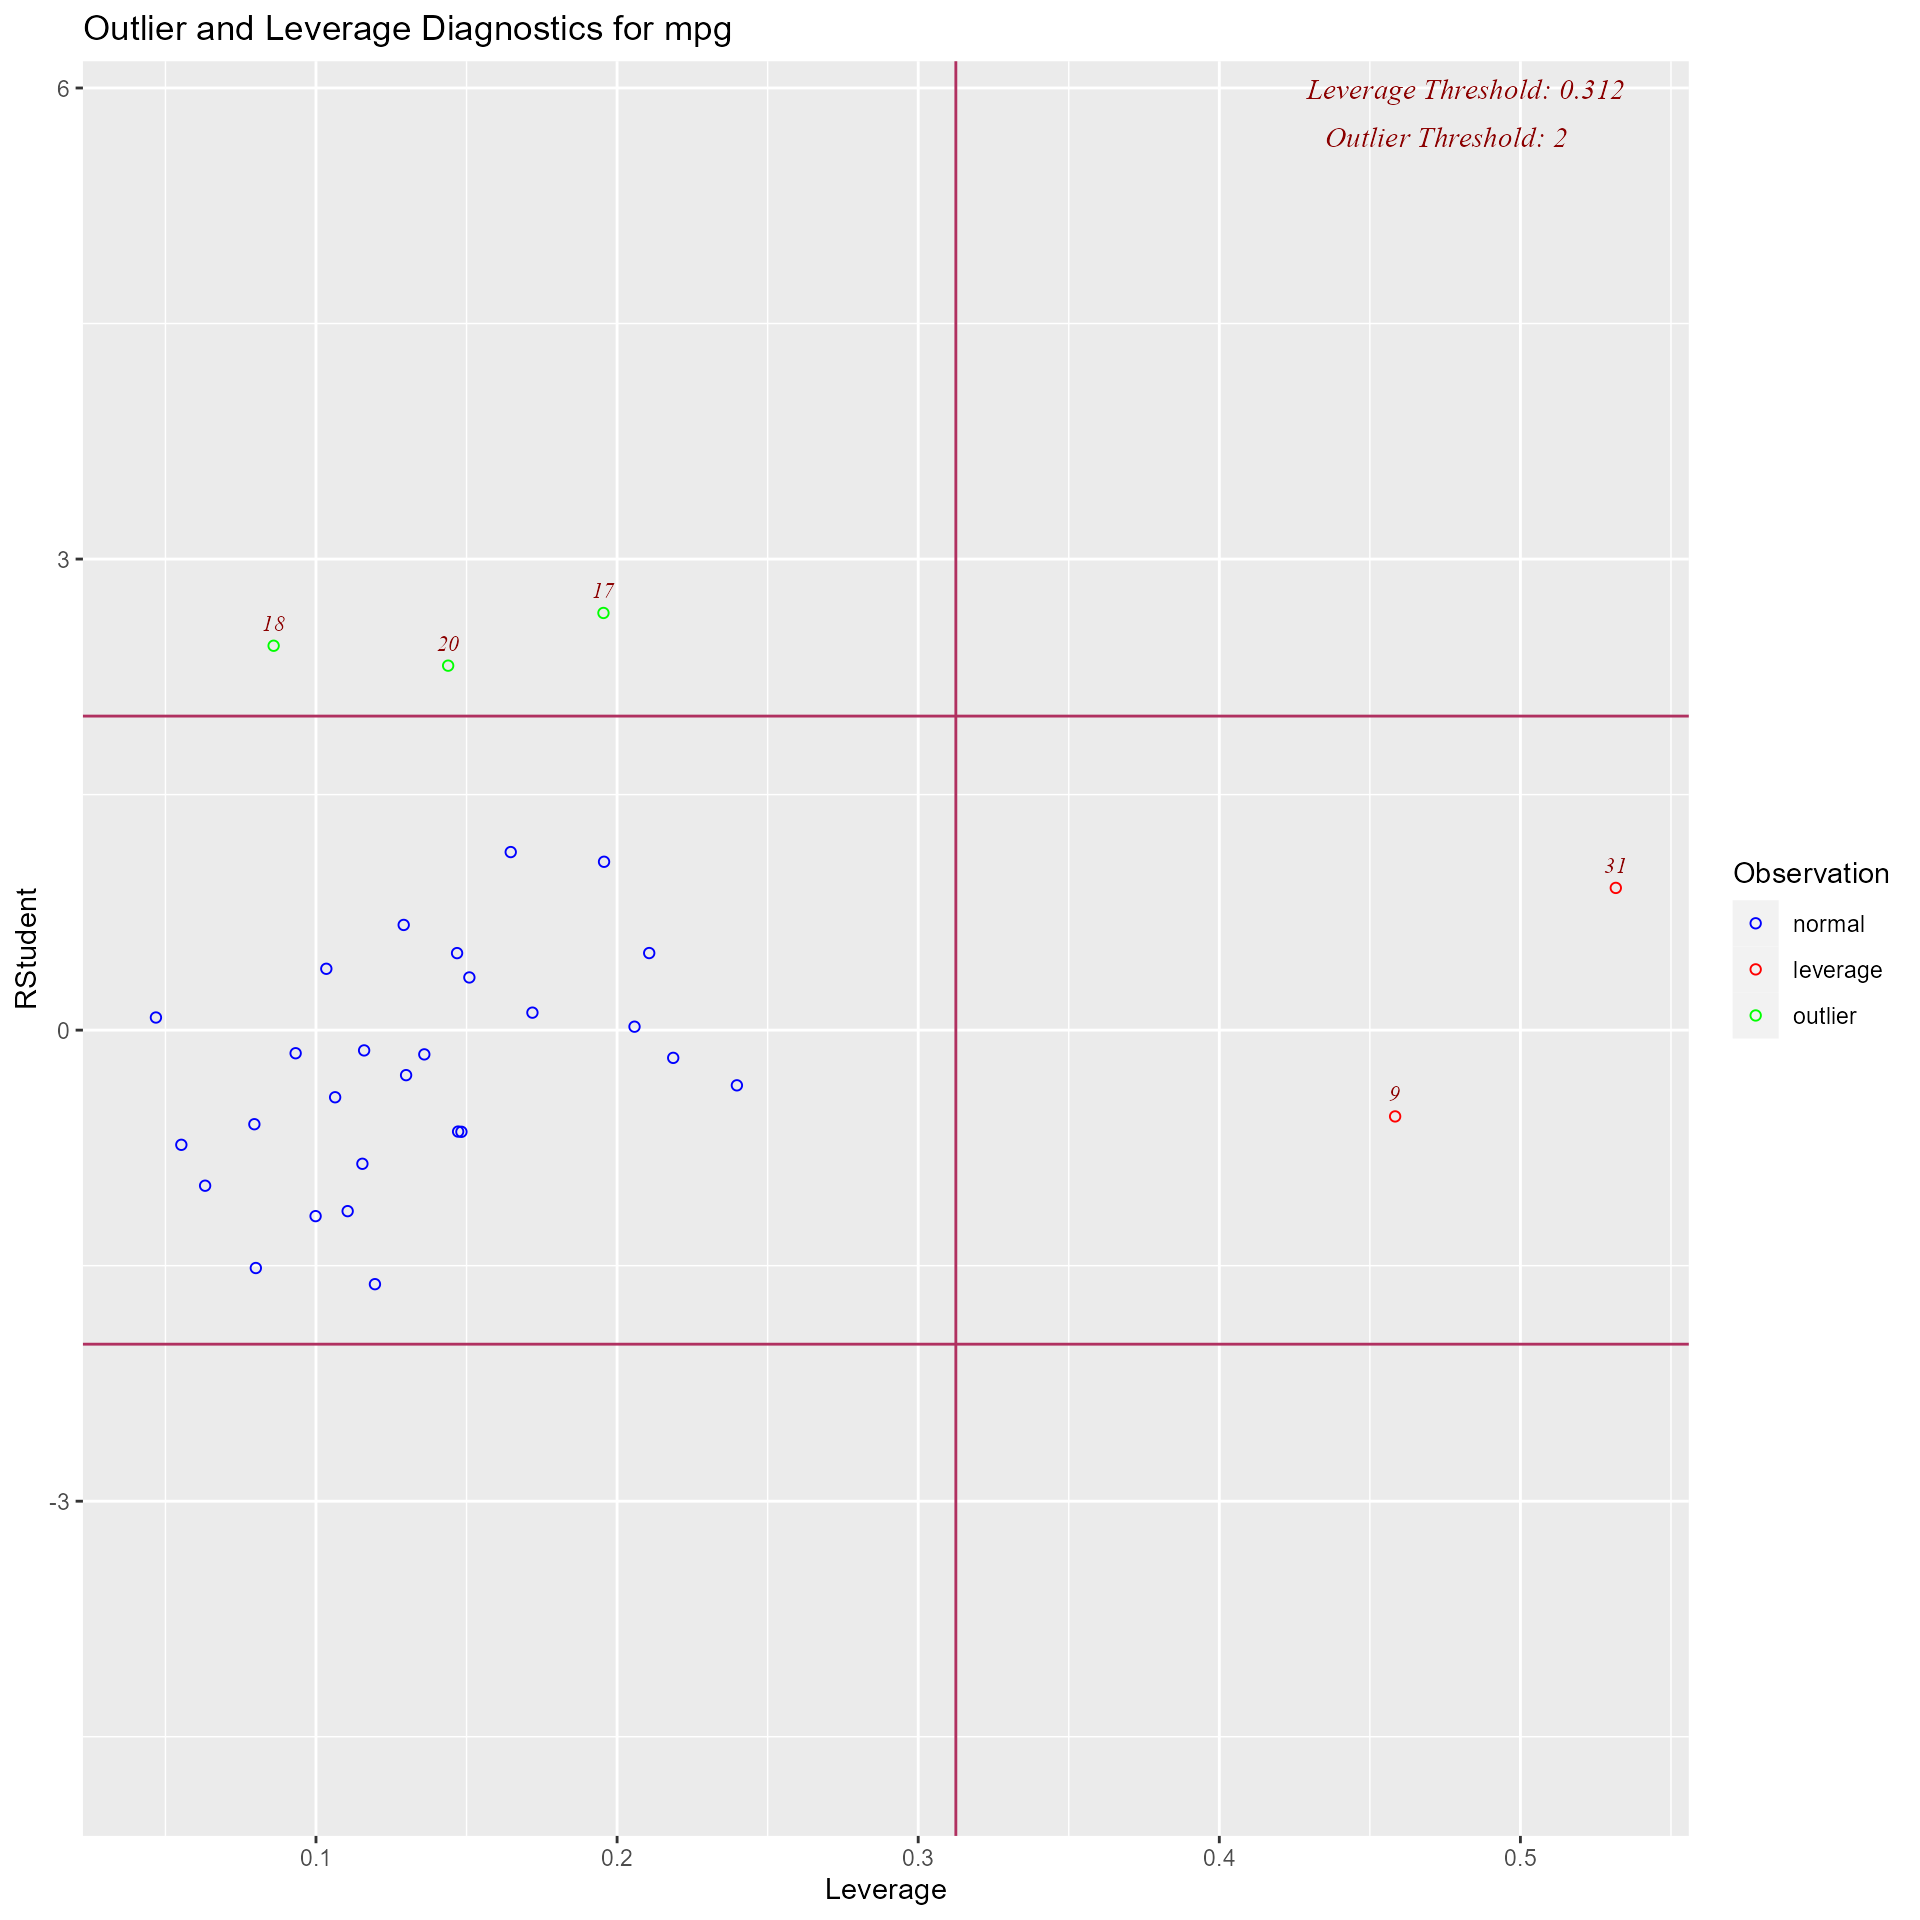 Outlier and Leverage Diagnostics for mpg
Leverage Threshold: 0.312
Outlier Threshold: 2
6
3
0
-3
RStudent
17
18
20
31
9
Observation
normal
leverage
outlier
0.1
0.2
0.3
0.4
0.5
Leverage